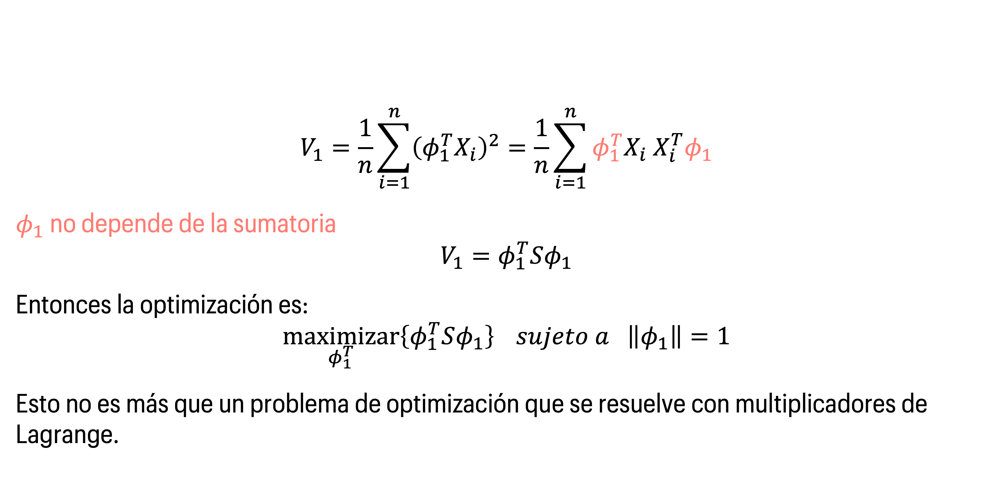 $V_1 = \frac{1}{n}\sum_{i=1}^{n}(\phi_1^T X_i)^2 = \frac{1}{n}\sum_{i=1}^{n}\phi_1^T X_i X_i^T \phi_1$
$\phi_1$ no depende de la sumatoria
$V_1 = \phi_1^T S \phi_1$
Entonces la optimización es:
$\underset{\phi_1^T}{\text{maximizar}}\{\phi_1^T S \phi_1\} \quad sujeto\ a \quad \|\phi_1\| = 1$
Esto no es más que un problema de optimización que se resuelve con multiplicadores de
Lagrange.